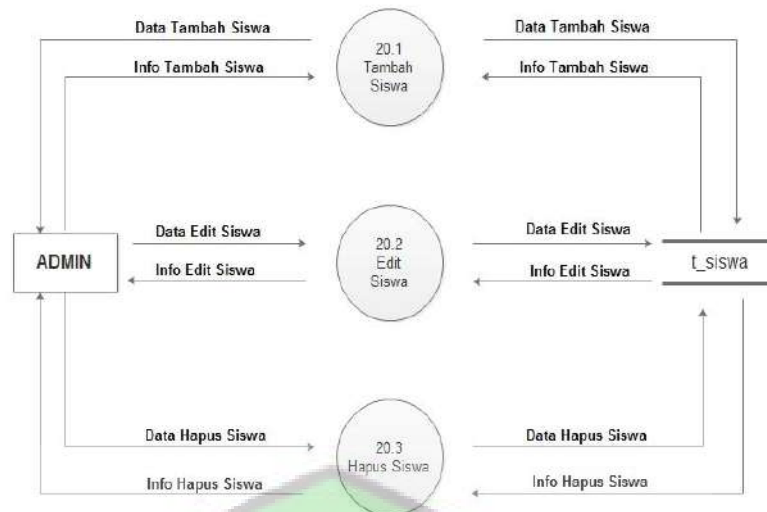 Data Tambah Siswa
Data Tambah Siswa
20.1
Tambah
Siswa
Info Tambah Siswa
Info Tambah Siswa
Data Edit Siswa
Data Edit Siswa
ADMIN
20.2
Edit
Siswa
t_siswa
Info Edit Siswa
Info Edit Siswa
Data Hapus Siswa
Data Hapus Siswa
20.3
Hapus Siswa
Info Hapus Siswa
Info Hapus Siswa